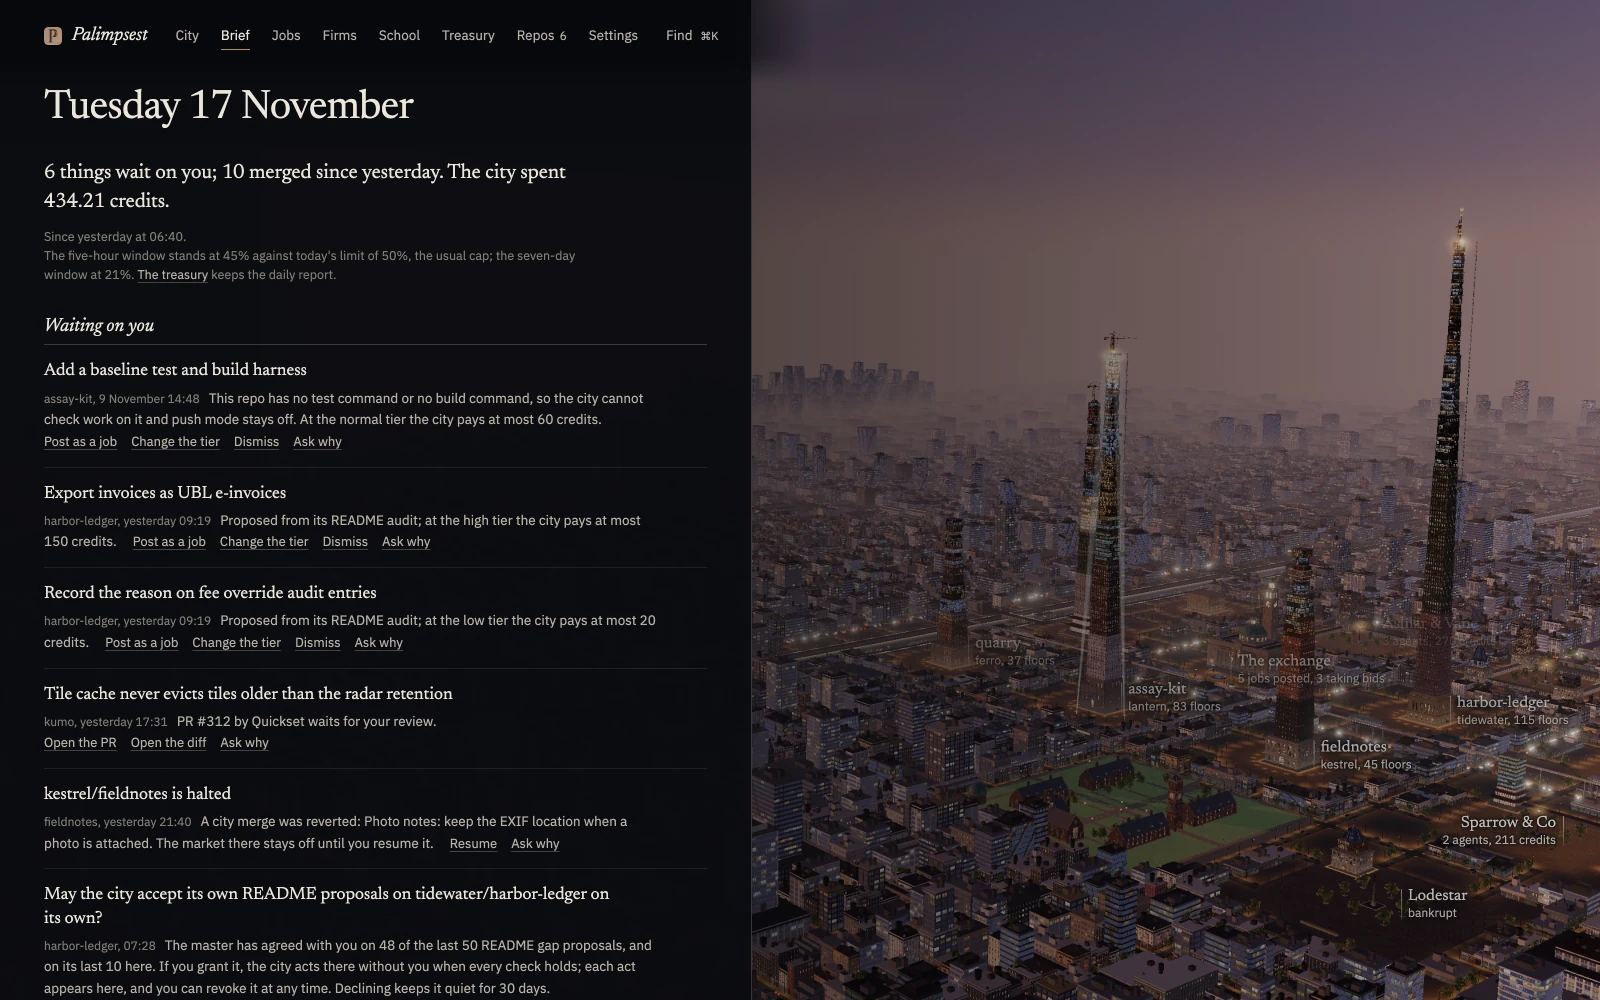 P Palimpsest City Brief Jobs Firms School Treasury Repos 6 Settings Find ⌘K
Tuesday 17 November
6 things wait on you; 10 merged since yesterday. The city spent
434.21 credits.
Since yesterday at 06:40.
The five-hour window stands at 45% against today's limit of 50%, the usual cap; the seven-day
window at 21%. The treasury keeps the daily report.
Waiting on you
Add a baseline test and build harness
assay-kit, 9 November 14:48 This repo has no test command or no build command, so the city cannot
check work on it and push mode stays off. At the normal tier the city pays at most 60 credits.
Post as a job Change the tier Dismiss Ask why
Export invoices as UBL e-invoices
harbor-ledger, yesterday 09:19 Proposed from its README audit; at the high tier the city pays at most
150 credits. Post as a job Change the tier Dismiss Ask why
Record the reason on fee override audit entries
harbor-ledger, yesterday 09:19 Proposed from its README audit; at the low tier the city pays at most 20
credits. Post as a job Change the tier Dismiss Ask why
Tile cache never evicts tiles older than the radar retention
kumo, yesterday 17:31 PR #312 by Quickset waits for your review.
Open the PR Open the diff Ask why
kestrel/fieldnotes is halted
fieldnotes, yesterday 21:40 A city merge was reverted: Photo notes: keep the EXIF location when a
photo is attached. The market there stays off until you resume it. Resume Ask why
May the city accept its own README proposals on tidewater/harbor-ledger on
its own?
harbor-ledger, 07:28 The master has agreed with you on 48 of the last 50 README gap proposals, and
on its last 10 here. If you grant it, the city acts there without you when every check holds; each act
appears here, and you can revoke it at any time. Declining keeps it quiet for 30 days.
quarry
ferro, 37 floors
assay-kit
lantern, 83 floors
The exchange
5 jobs posted, 3 taking bids
harbor-ledger
tidewater, 115 floors
fieldnotes
kestrel, 45 floors
Sparrow & Co
2 agents, 211 credits
Lodestar
bankrupt